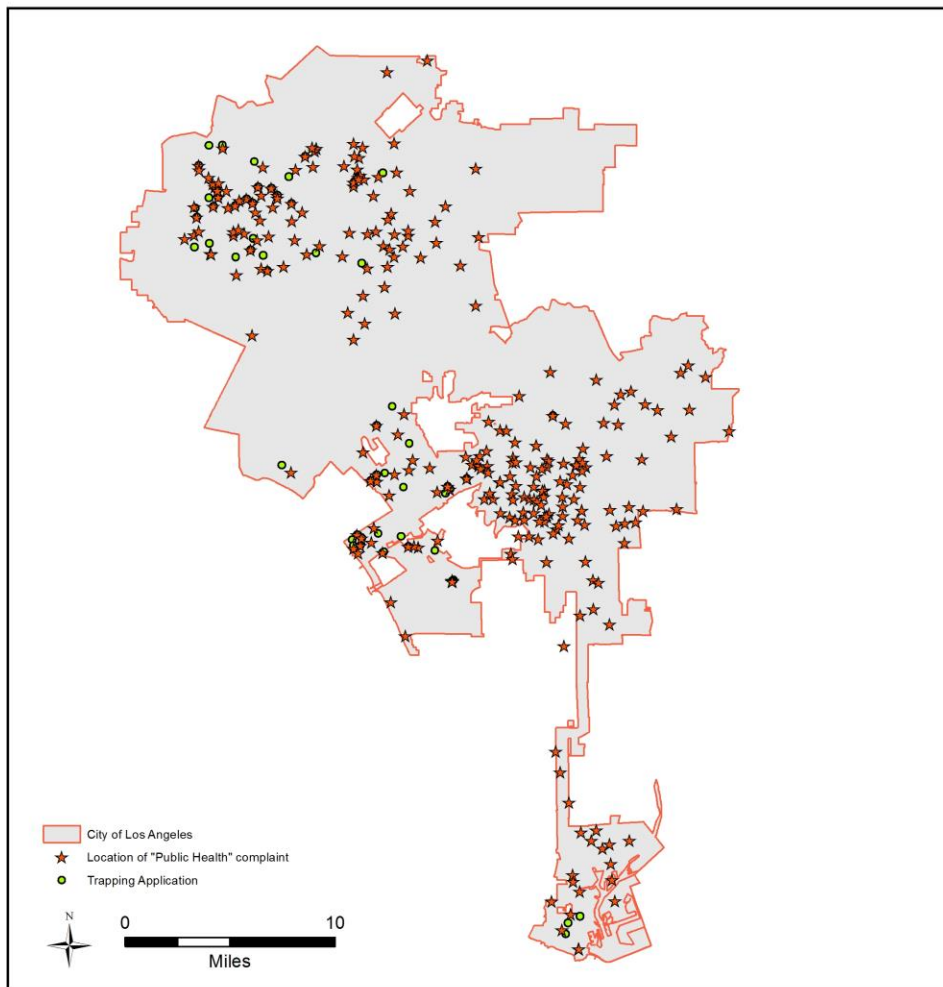 City of Los Angeles
Location of "Public Health" complaint
Trapping Application
N
0 10
Miles